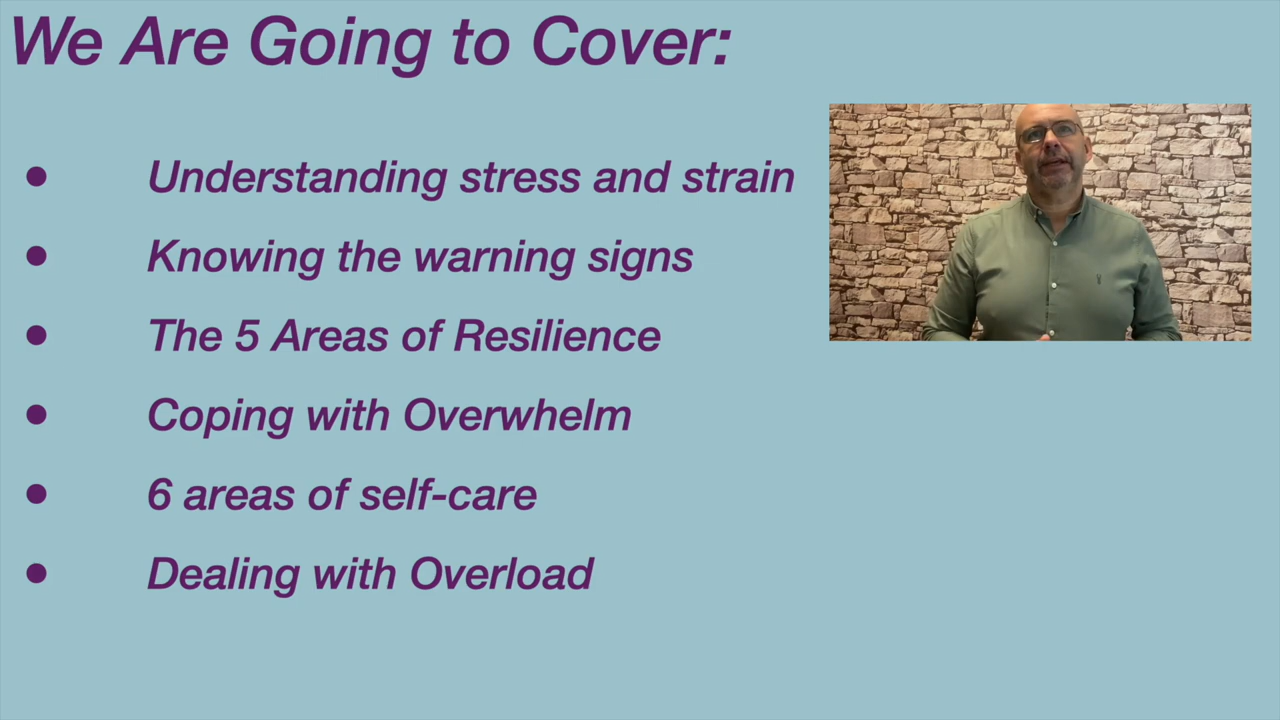 We Are Going to Cover:
• Understanding stress and strain
• Knowing the warning signs
• The 5 Areas of Resilience
• Coping with Overwhelm
• 6 areas of self-care
• Dealing with Overload